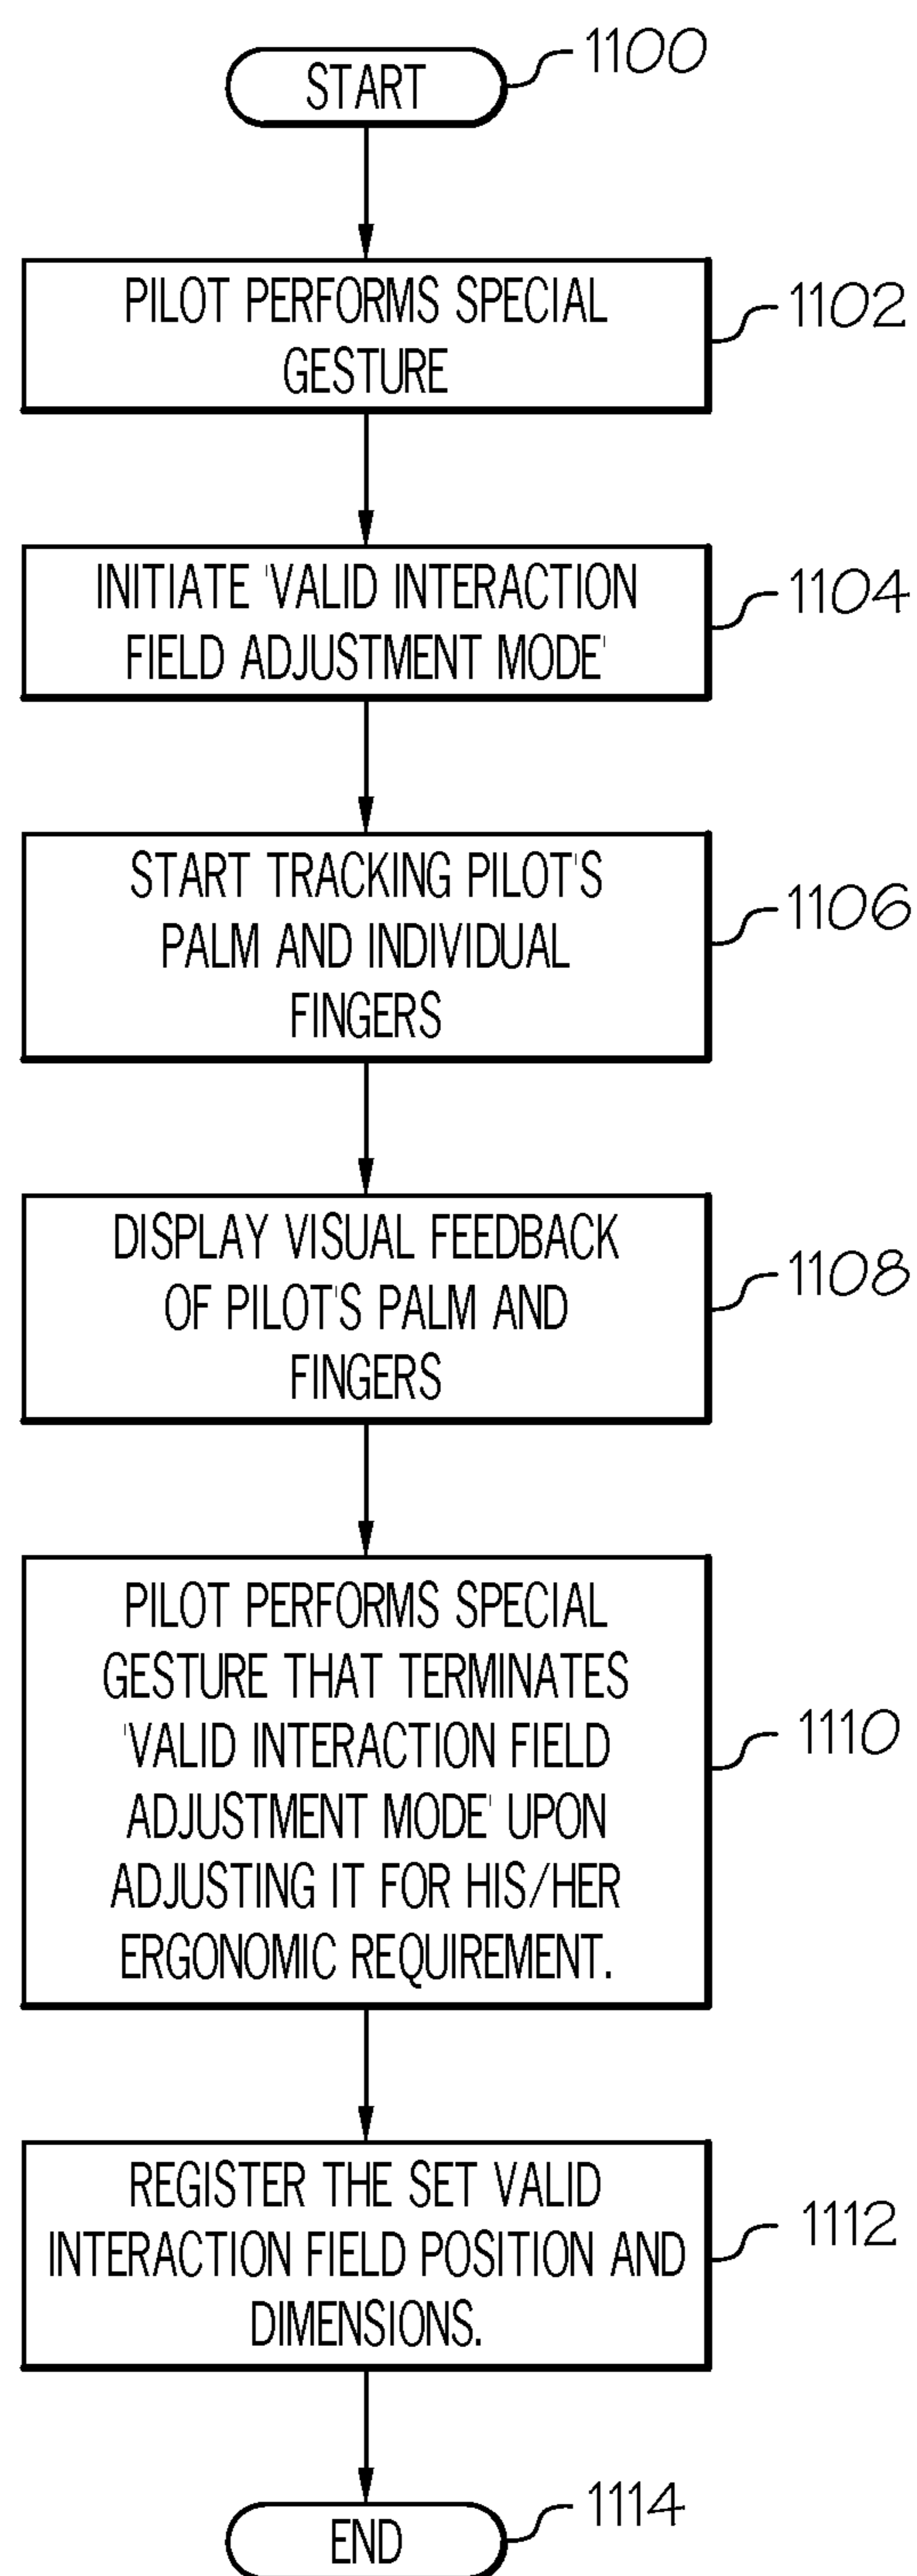 START
1100
PILOT PERFORMS SPECIAL
GESTURE
1102
INITIATE 'VALID INTERACTION
FIELD ADJUSTMENT MODE'
1104
START TRACKING PILOT'S
PALM AND INDIVIDUAL
FINGERS
1106
DISPLAY VISUAL FEEDBACK
OF PILOT'S PALM AND
FINGERS
1108
PILOT PERFORMS SPECIAL
GESTURE THAT TERMINATES
'VALID INTERACTION FIELD
ADJUSTMENT MODE' UPON
ADJUSTING IT FOR HIS/HER
ERGONOMIC REQUIREMENT.
1110
REGISTER THE SET VALID
INTERACTION FIELD POSITION AND
DIMENSIONS.
1112
END
1114